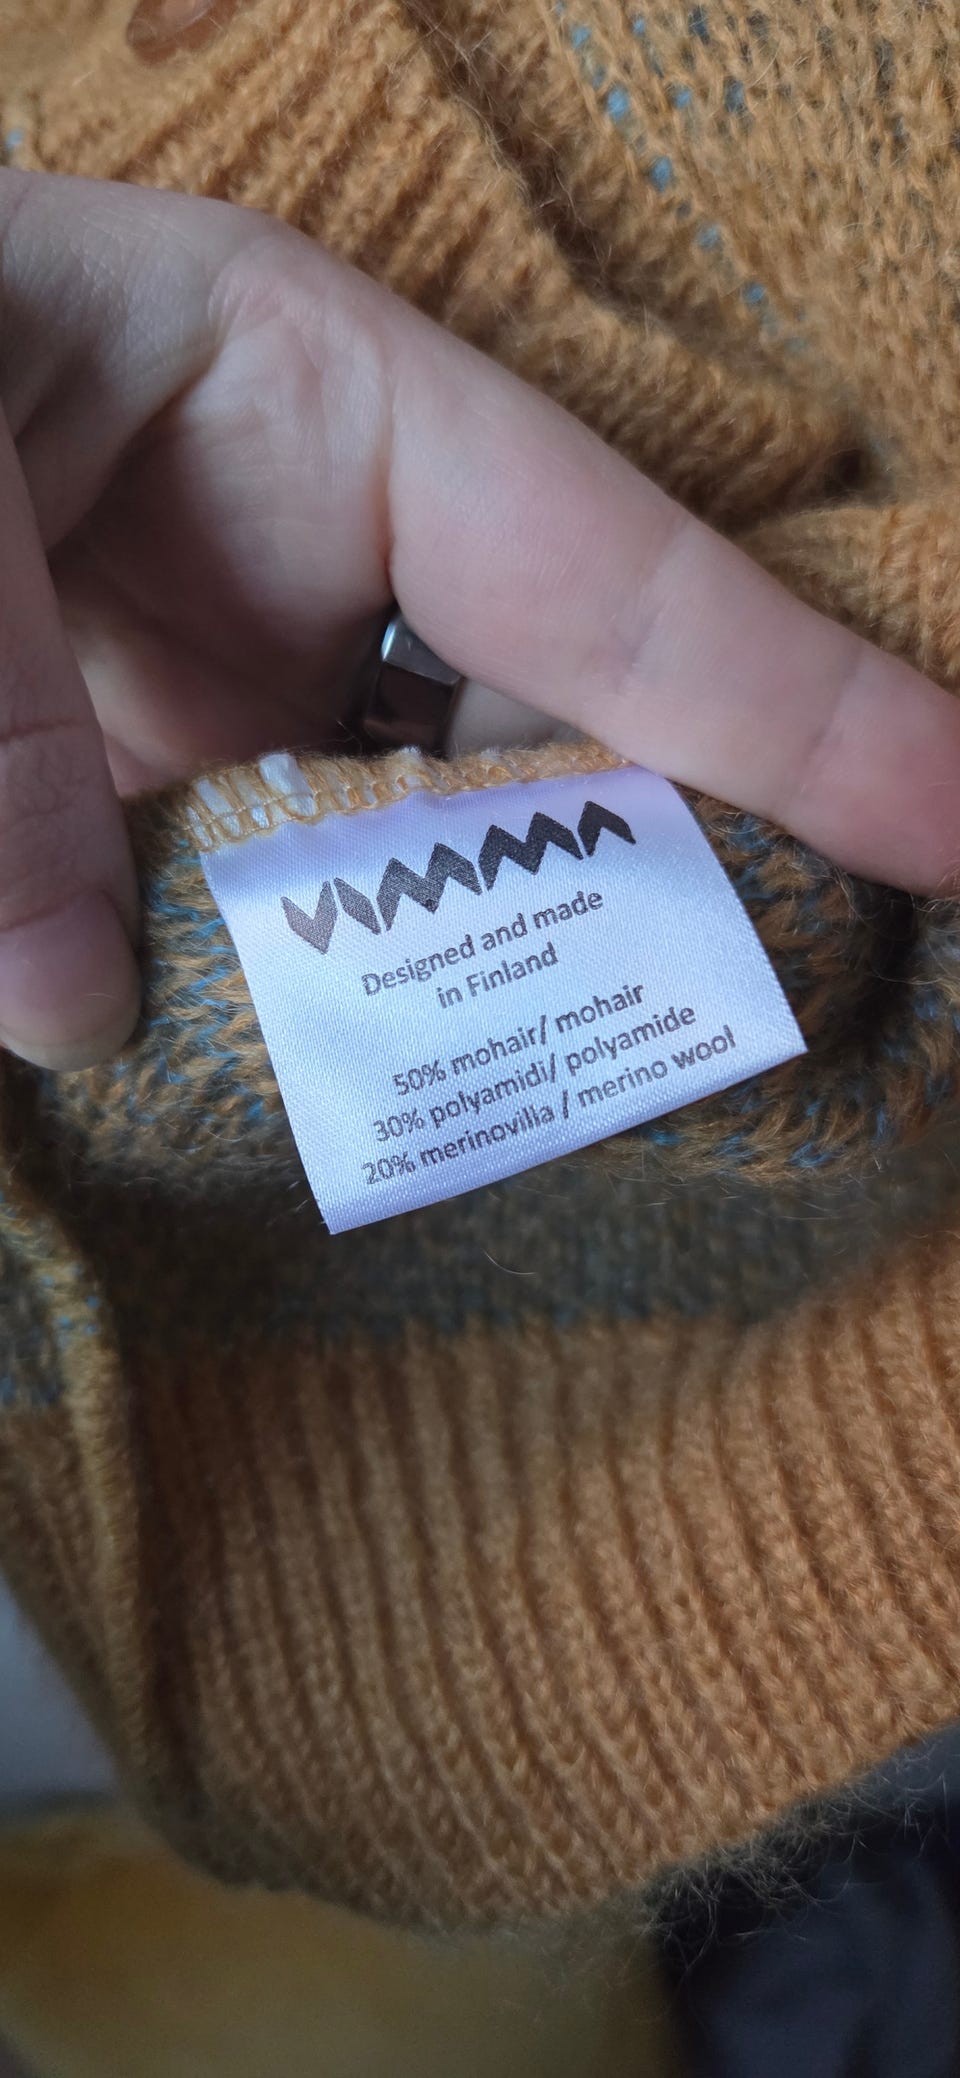 VIMMA
Designed and made
in Finland
50% mohair/ mohair
30% polyamidi/ polyamide
20% merinovilla / merino wool